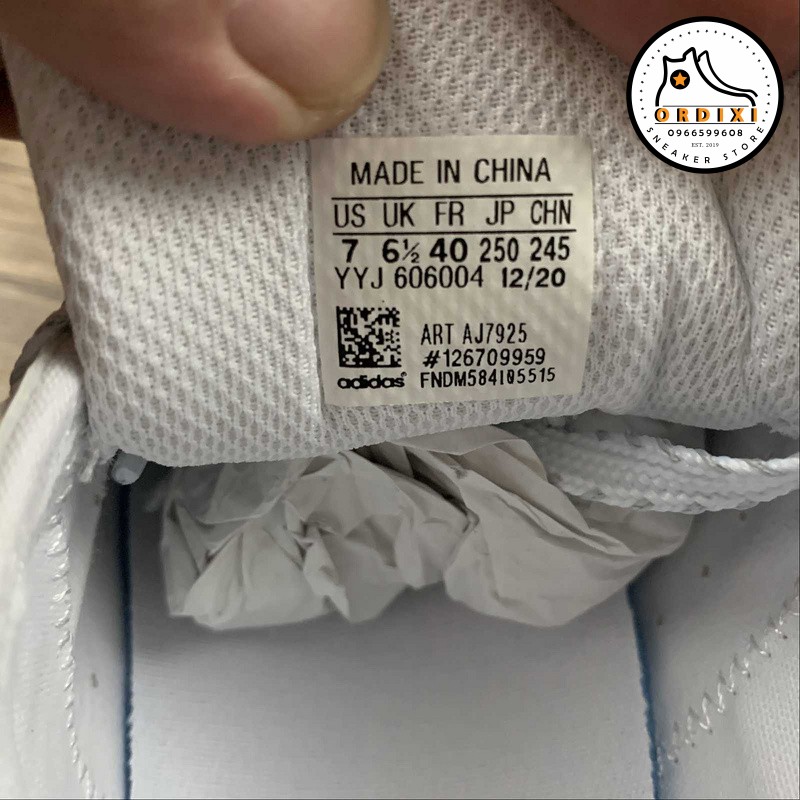 ORDIXI
0966599608
EST. 2019
SNEAKER STORE
MADE IN CHINA
US UK FR JP CHN
7 6½ 40 250 245
YYJ 606004 12/20
ART AJ7925
#126709959
adidas® FNDM584105515